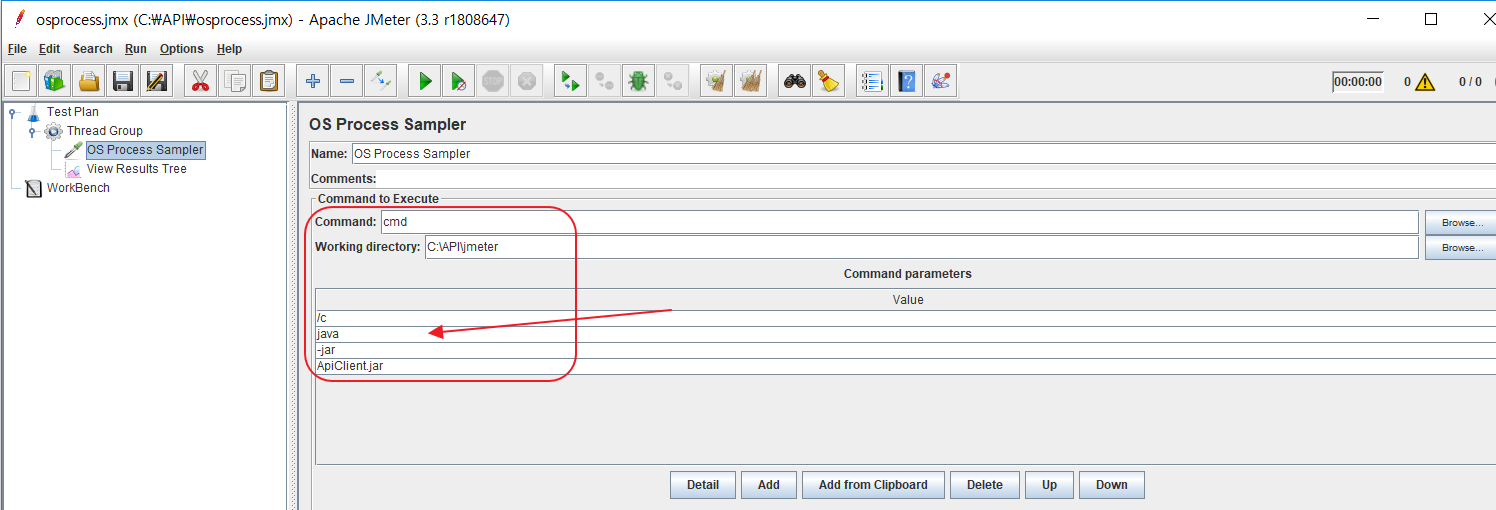 osprocess.jmx (C:₩API₩osprocess.jmx) - Apache JMeter (3.3 r1808647)
File Edit Search Run Options Help
STOP
00:00:00 0 0 / 0
Test Plan
Thread Group
OS Process Sampler
View Results Tree
WorkBench
OS Process Sampler
Name: OS Process Sampler
Comments:
Command to Execute
Command: cmd Browse...
Working directory: C:\API\jmeter Browse...
Command parameters
Value
/c
java
-jar
ApiClient.jar
Detail Add Add from Clipboard Delete Up Down